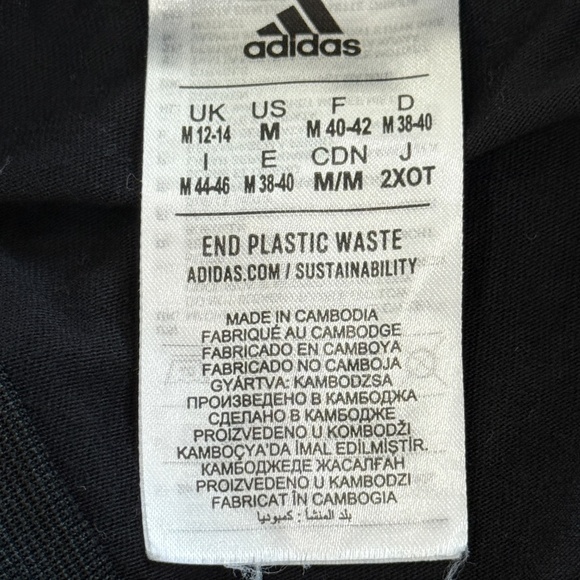 adidas
UK US F D
M 12-14 M M 40-42 M 38-40
I E CDN J
M 44-46 M 38-40 M/M 2XOT
END PLASTIC WASTE
ADIDAS.COM / SUSTAINABILITY
MADE IN CAMBODIA
FABRIQUÉ AU CAMBODGE
FABRICADO EN CAMBOYA
FABRICADO NO CAMBOJA
GYÁRTVA: KAMBODZSA
ПРОИЗВЕДЕНО В КАМБОДЖА
СДЕЛАНО В КАМБОДЖЕ
PROIZVEDENO U KOMBODŽI
KAMBOÇYA'DA İMAL EDİLMİŞTİR.
КАМБОДЖЕДЕ ЖАСАЛҒАН
PROIZVEDENO U KAMBODZI
FABRICAT ÎN CAMBOGIA
بلد المنشأ : كمبوديا